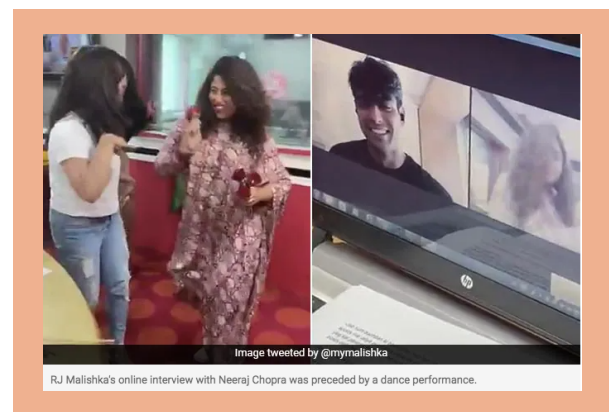 hp
Image tweeted by @mymalishka
RJ Malishka's online interview with Neeraj Chopra was preceded by a dance performance.